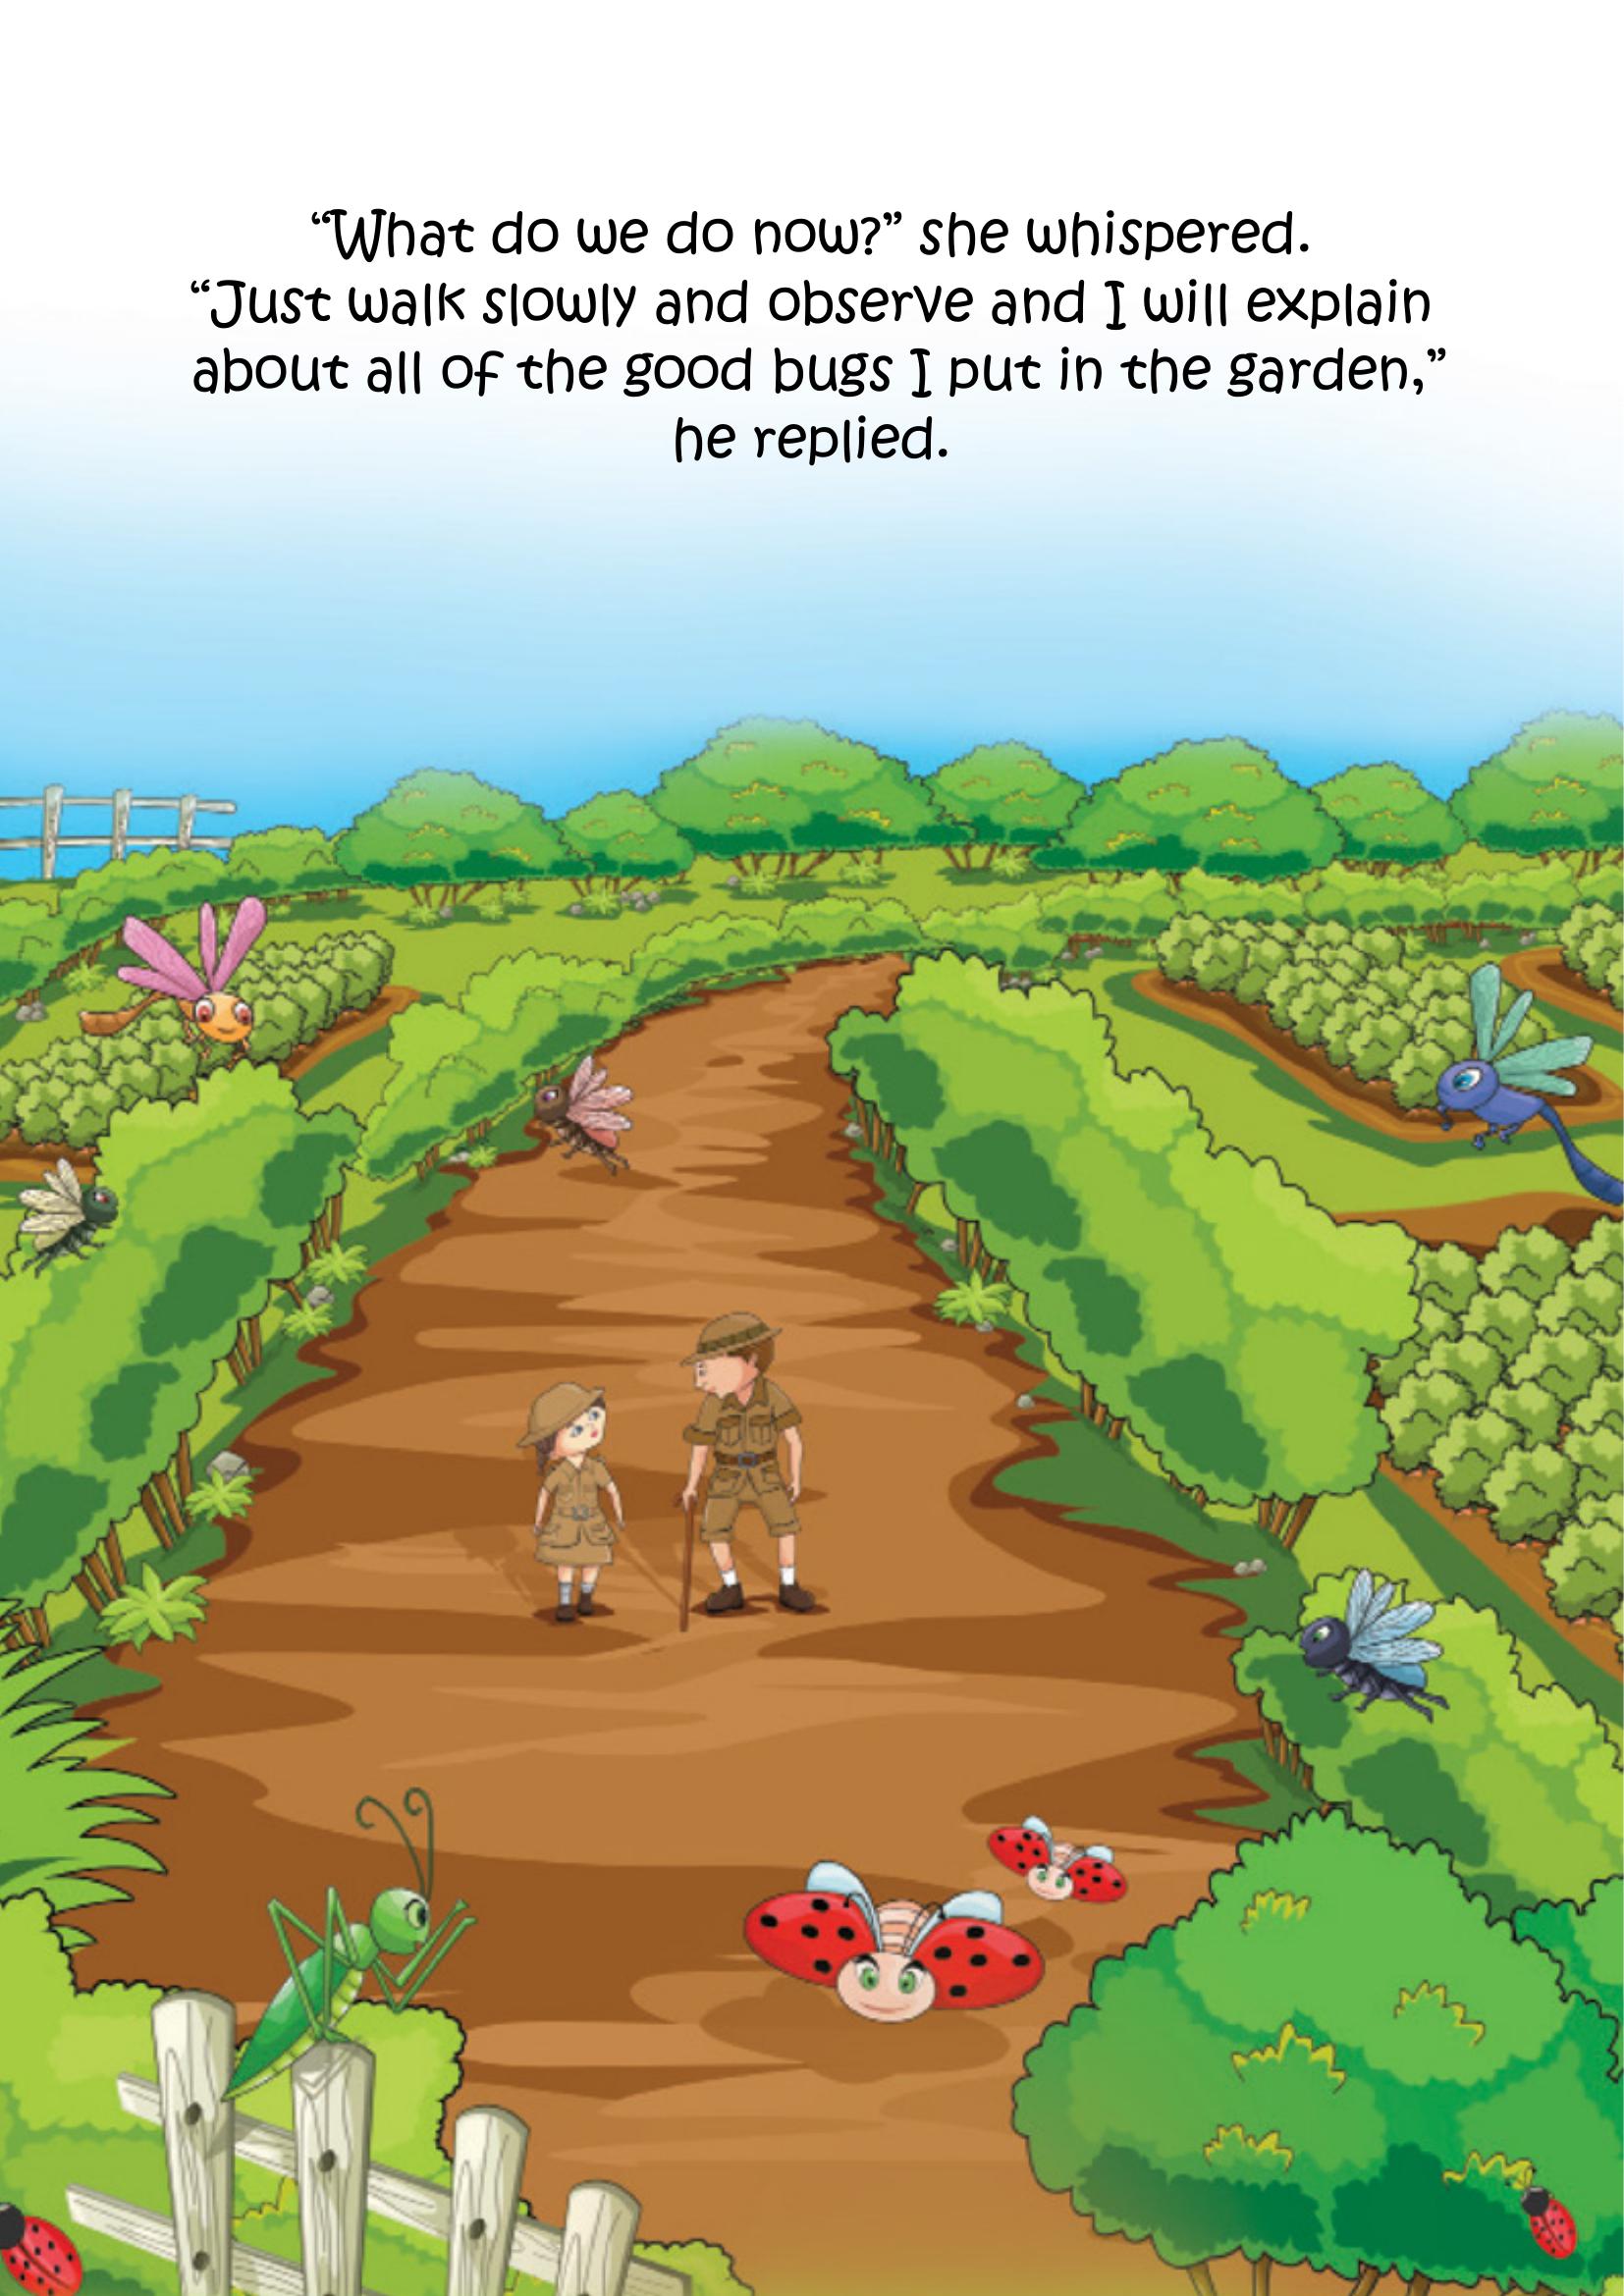 “What do we do now?” she whispered.
“Just walk slowly and observe and I will explain
about all of the good bugs I put in the garden,”
he replied.